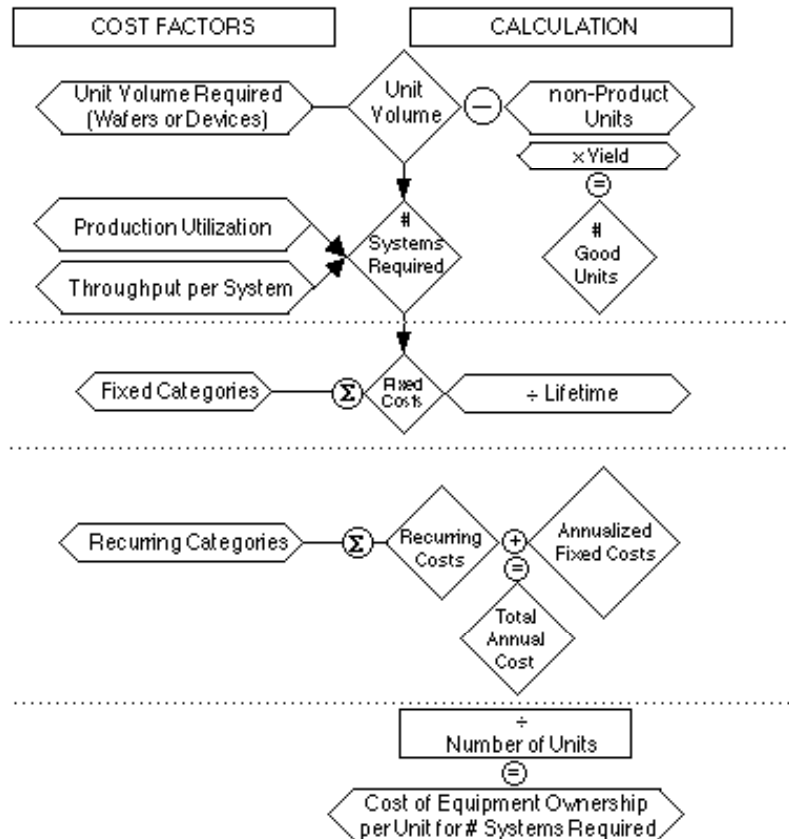 COST FACTORS
CALCULATION
Unit Volume Required
(Wafers or Devices)
Unit
Volume
−
non-Product
Units
× Yield
=
#
Good
Units
Production Utilization
Throughput per System
#
Systems
Required
Fixed Categories
Σ
Fixed
Costs
÷ Lifetime
Recurring Categories
Σ
Recurring
Costs
+
Annualized
Fixed Costs
=
Total
Annual
Cost
÷
Number of Units
=
Cost of Equipment Ownership
per Unit for # Systems Required